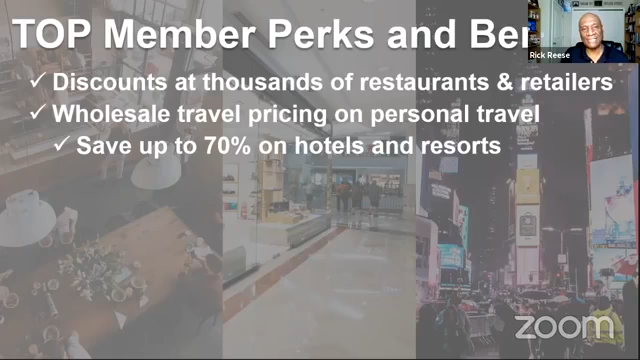 TOP Member Perks and Ben
Rick Reese
✓ Discounts at thousands of restaurants & retailers
✓ Wholesale travel pricing on personal travel
✓ Save up to 70% on hotels and resorts
zoom